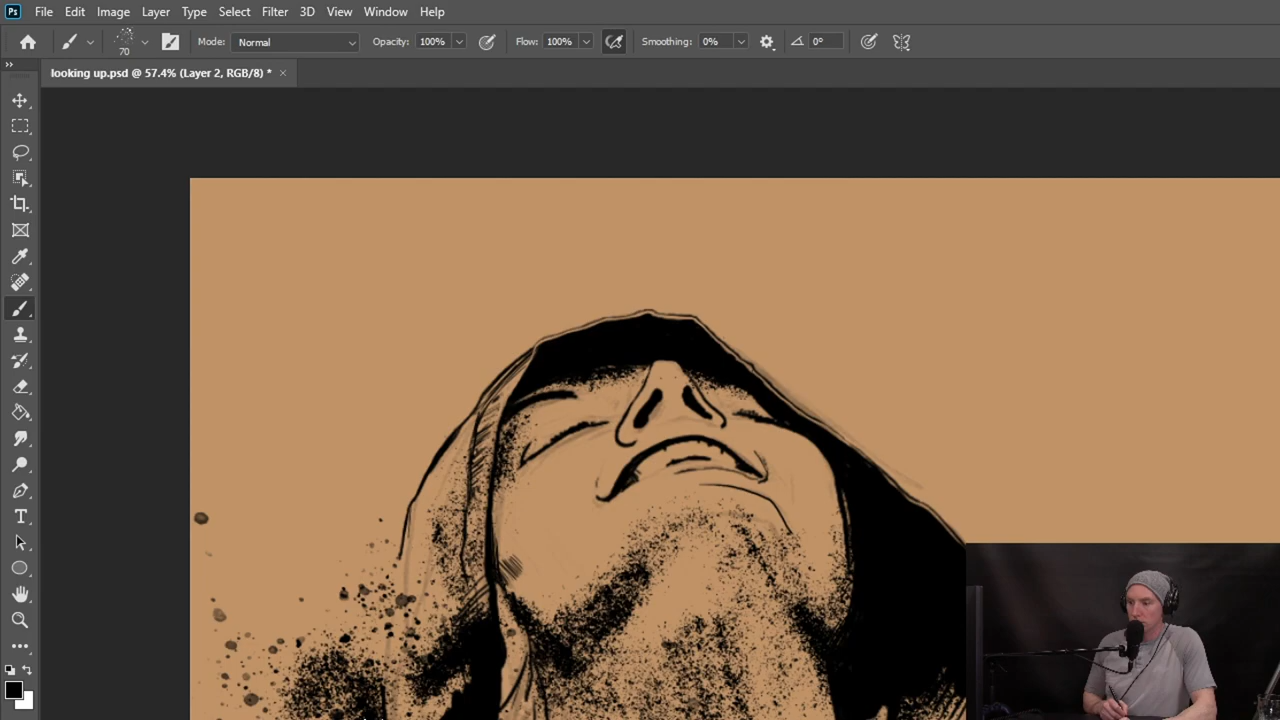 Ps File Edit Image Layer Type Select Filter 3D View Window Help
70 Mode: Normal Opacity: 100% Flow: 100% Smoothing: 0% 0°
looking up.psd @ 57.4% (Layer 2, RGB/8) * ×
T